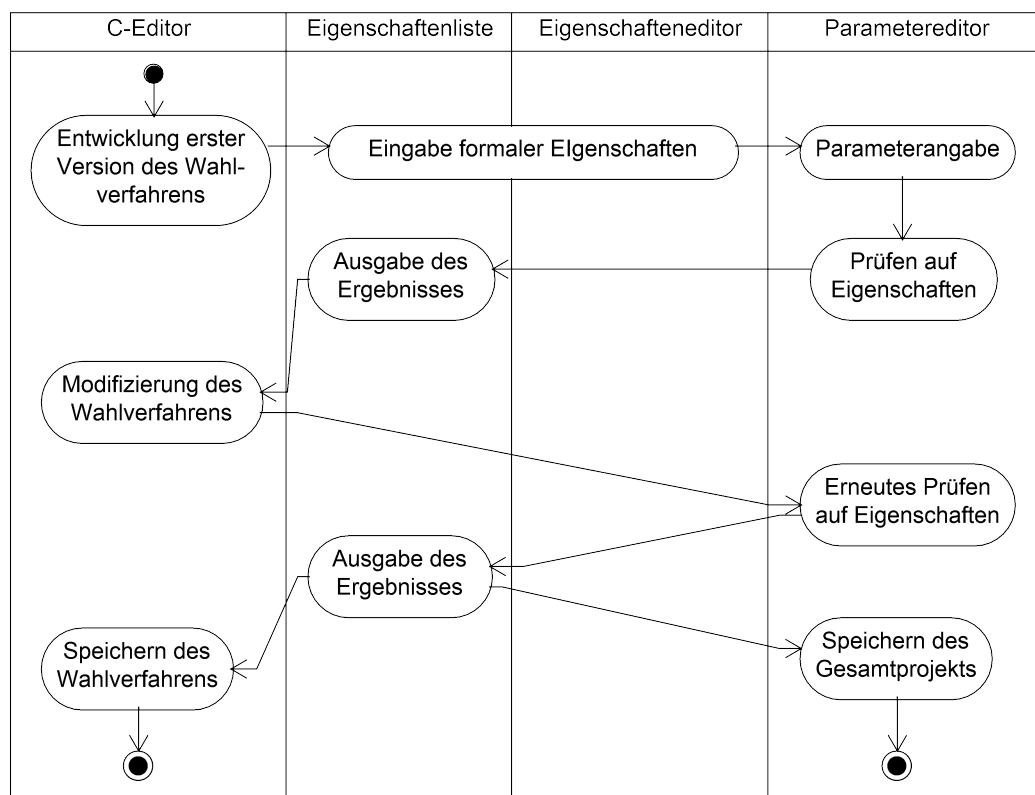 C-Editor
Eigenschaftenliste
Eigenschafteneditor
Parametereditor
Entwicklung erster
Version des Wahl-
verfahrens
Eingabe formaler EIgenschaften
Parameterangabe
Ausgabe des
Ergebnisses
Prüfen auf
Eigenschaften
Modifizierung des
Wahlverfahrens
Erneutes Prüfen
auf Eigenschaften
Ausgabe des
Ergebnisses
Speichern des
Wahlverfahrens
Speichern des
Gesamtprojekts